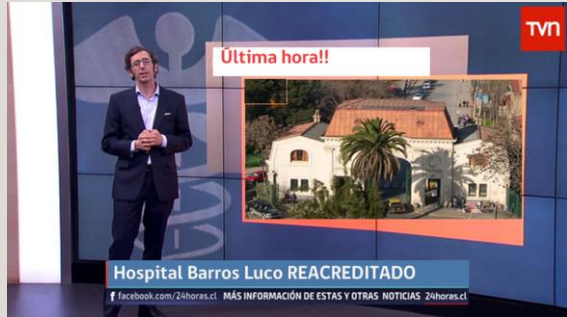 TVN
Última hora!!
Hospital Barros Luco REACREDITADO
facebook.com/24horas.cl MÁS INFORMACIÓN DE ESTAS Y OTRAS NOTICIAS 24horas.cl